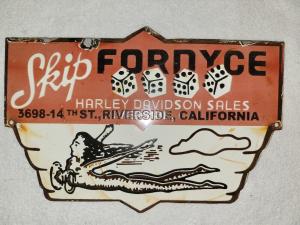 Skip FORDYCE
HARLEY DAVIDSON SALES
3698-14TH ST., RIVERSIDE, CALIFORNIA